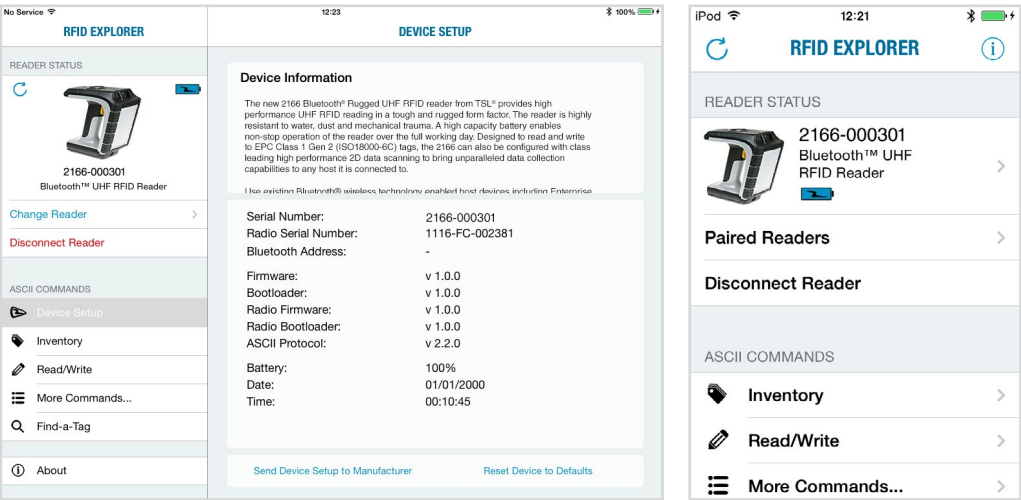 No Service
12:23
100%
RFID EXPLORER
DEVICE SETUP
READER STATUS
2166-000301
Bluetooth™ UHF RFID Reader
Change Reader
Disconnect Reader
ASCII COMMANDS
Device Setup
Inventory
Read/Write
More Commands...
Find-a-Tag
About
Device Information
The new 2166 Bluetooth® Rugged UHF RFID reader from TSL® provides high
performance UHF RFID reading in a tough and rugged form factor. The reader is highly
resistant to water, dust and mechanical trauma. A high capacity battery enables
non-stop operation of the reader over the full working day. Designed to read and write
to EPC Class 1 Gen 2 (ISO18000-6C) tags, the 2166 can also be configured with class
leading high performance 2D data scanning to bring unparalleled data collection
capabilities to any host it is connected to.
Use existing Bluetooth® wireless technology enabled host devices including Enterprise
Serial Number: 2166-000301
Radio Serial Number: 1116-FC-002381
Bluetooth Address: -
Firmware: v 1.0.0
Bootloader: v 1.0.0
Radio Firmware: v 1.0.0
Radio Bootloader: v 1.0.0
ASCII Protocol: v 2.2.0
Battery: 100%
Date: 01/01/2000
Time: 00:10:45
Send Device Setup to Manufacturer
Reset Device to Defaults
iPod
12:21
RFID EXPLORER
READER STATUS
2166-000301
Bluetooth™ UHF
RFID Reader
Paired Readers
Disconnect Reader
ASCII COMMANDS
Inventory
Read/Write
More Commands...